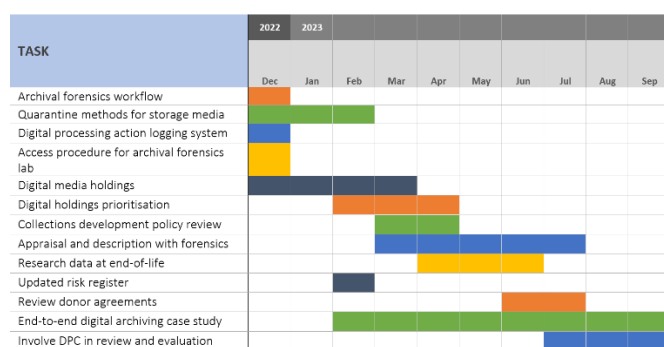 2022 2023
TASK
Dec Jan Feb Mar Apr May Jun Jul Aug Sep
Archival forensics workflow
Quarantine methods for storage media
Digital processing action logging system
Access procedure for archival forensics
lab
Digital media holdings
Digital holdings prioritisation
Collections development policy review
Appraisal and description with forensics
Research data at end-of-life
Updated risk register
Review donor agreements
End-to-end digital archiving case study
Involve DPC in review and evaluation